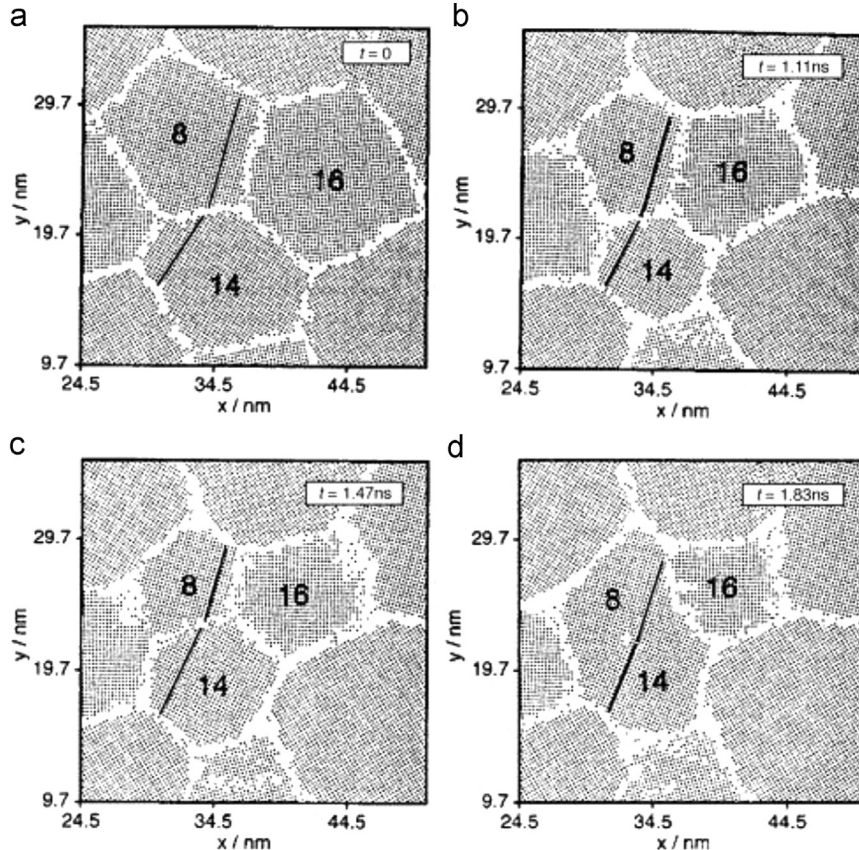 a
t = 0
29.7
19.7
9.7
y / nm
8
16
14
24.5
34.5
44.5
x / nm
b
t = 1.11ns
29.7
19.7
9.7
y / nm
8
16
14
24.5
34.5
44.5
x / nm
c
t = 1.47ns
29.7
19.7
9.7
y / nm
8
16
14
24.5
34.5
44.5
x / nm
d
t = 1.83ns
29.7
19.7
9.7
y / nm
8
16
14
24.5
34.5
44.5
x / nm